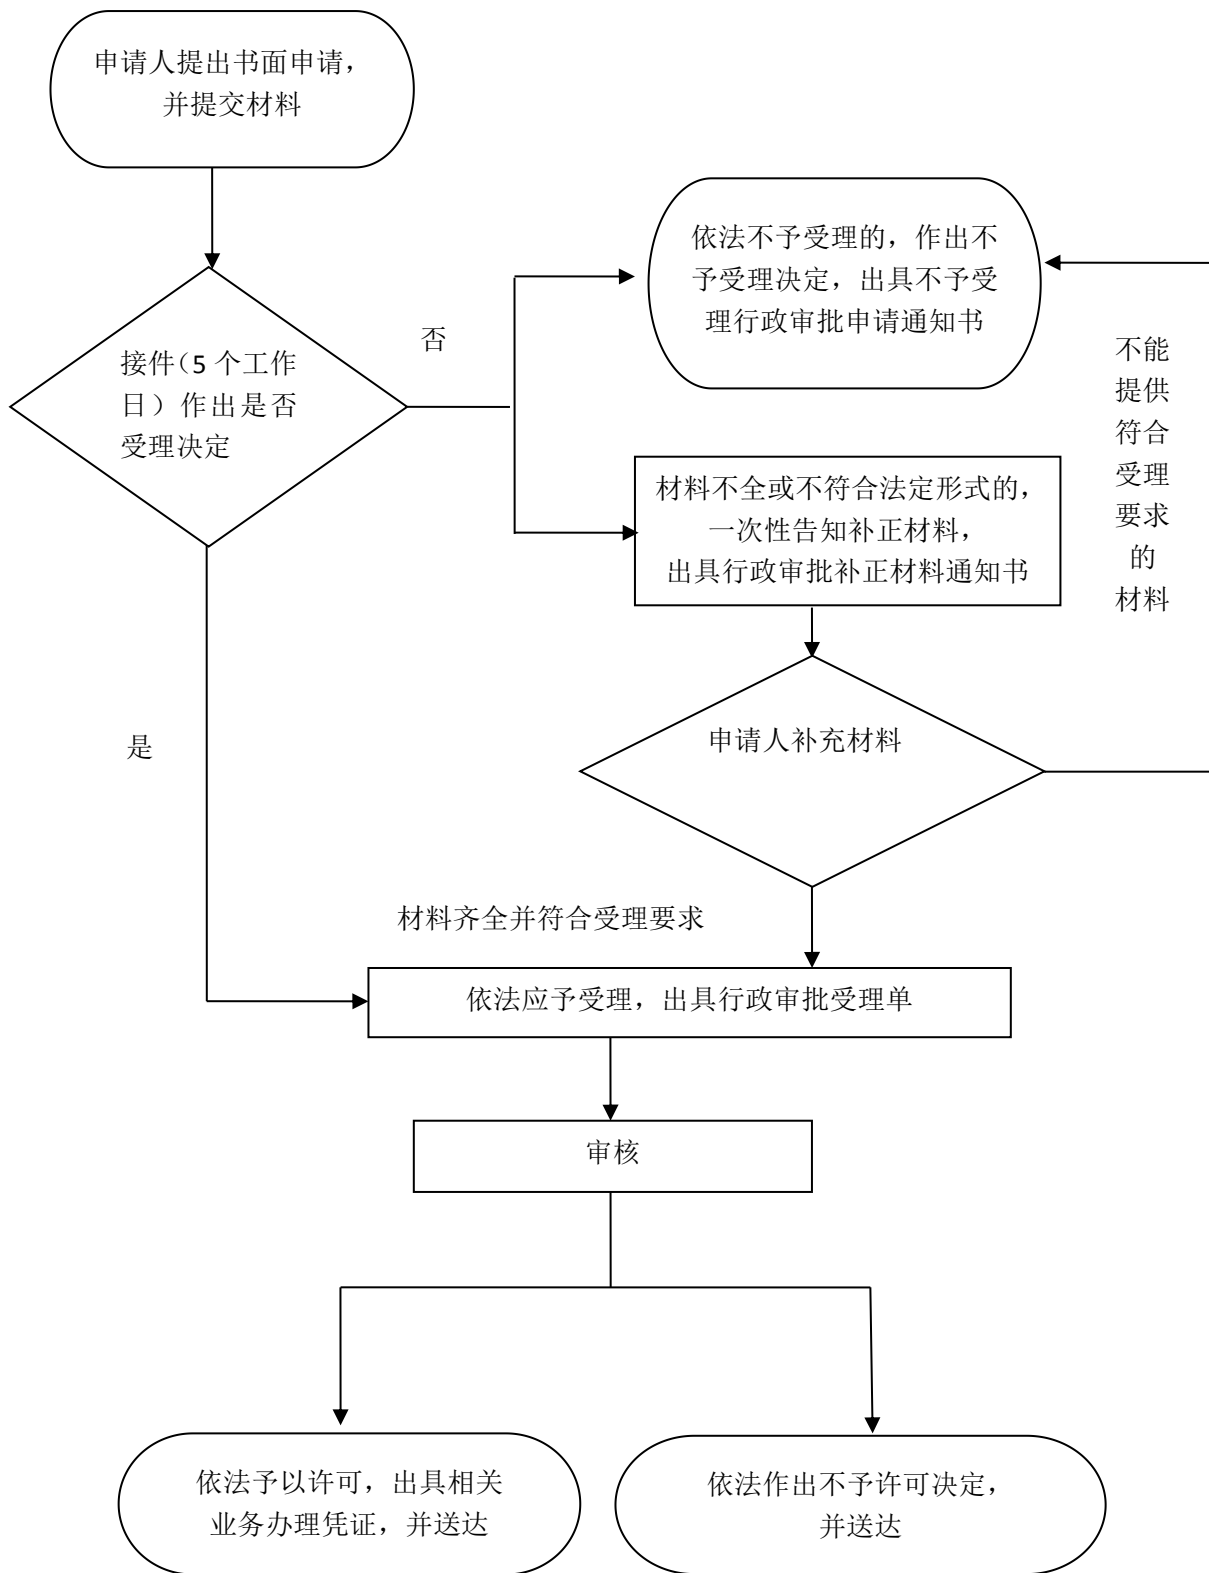 申请人提出书面申请，
并提交材料
依法不予受理的，作出不
予受理决定，出具不予受
理行政审批申请通知书
否
接件（5 个工作
日）作出是否
受理决定
不能
提供
符合
受理
要求
的
材料
材料不全或不符合法定形式的，
一次性告知补正材料，
出具行政审批补正材料通知书
是
申请人补充材料
材料齐全并符合受理要求
依法应予受理，出具行政审批受理单
审核
依法予以许可，出具相关
业务办理凭证，并送达
依法作出不予许可决定，
并送达